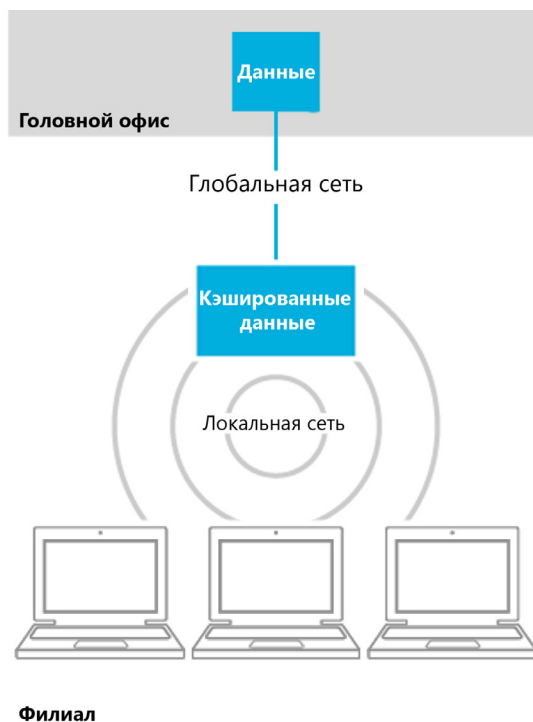 Данные
Головной офис
Глобальная сеть
Кэшированные
данные
Локальная сеть
Филиал